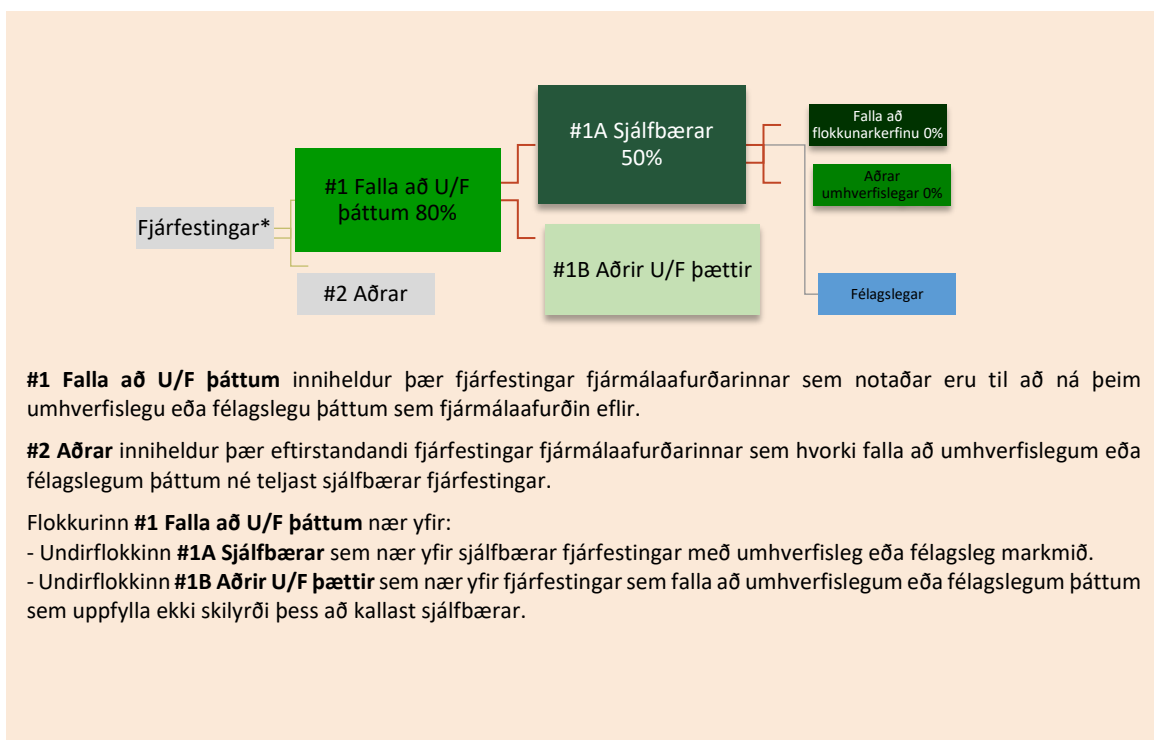 Fjárfestingar*
#1 Falla að U/F
þáttum 80%
#2 Aðrar
#1A Sjálfbærar
50%
#1B Aðrir U/F þættir
Falla að
flokkunarkerfinu 0%
Aðrar
umhverfislegar 0%
Félagslegar
#1 Falla að U/F þáttum inniheldur þær fjárfestingar fjármálaafurðarinnar sem notaðar eru til að ná þeim
umhverfislegu eða félagslegu þáttum sem fjármálaafurðin eflir.
#2 Aðrar inniheldur þær eftirstandandi fjárfestingar fjármálaafurðarinnar sem hvorki falla að umhverfislegum eða
félagslegum þáttum né teljast sjálfbærar fjárfestingar.
Flokkurinn #1 Falla að U/F þáttum nær yfir:
- Undirflokkinn #1A Sjálfbærar sem nær yfir sjálfbærar fjárfestingar með umhverfisleg eða félagsleg markmið.
- Undirflokkinn #1B Aðrir U/F þættir sem nær yfir fjárfestingar sem falla að umhverfislegum eða félagslegum þáttum
sem uppfylla ekki skilyrði þess að kallast sjálfbærar.